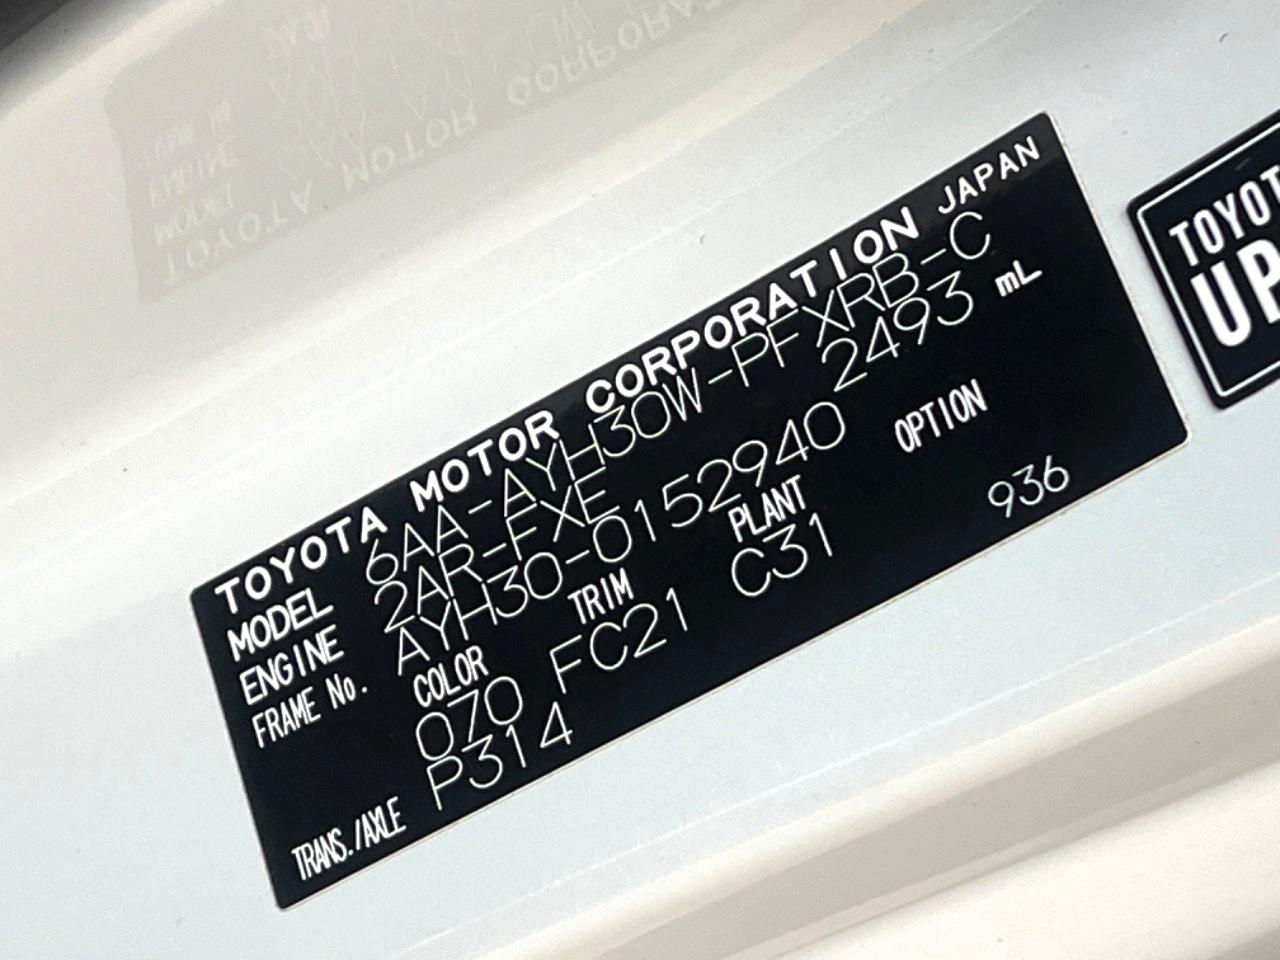 TOYOTA MOTOR CORPORATION JAPAN
MODEL 6AA-AYH30W-PFXRB-C
ENGINE 2AR-FXE 2493 mL
FRAME No. AYH30-0152940
COLOR TRIM PLANT OPTION
070 FC21 C31 936
TRANS./AXLE P314
TOYOT
UP